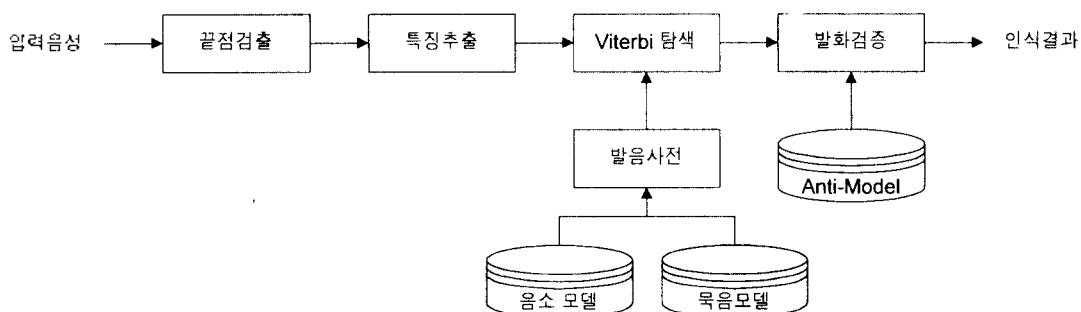 입력음성
끝점검출
특징추출
Viterbi 탐색
발화검증
인식결과
발음사전
Anti-Model
음소 모델
묵음모델